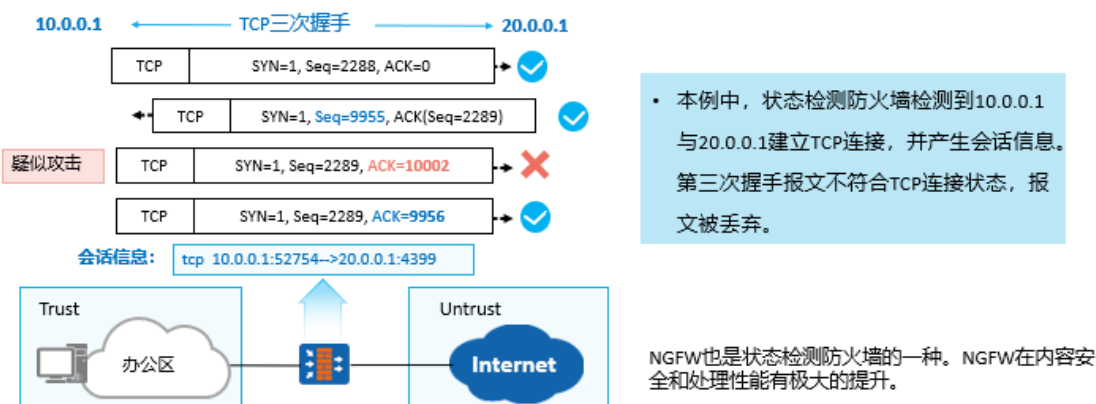 10.0.0.1 TCP三次握手 20.0.0.1
TCP SYN=1, Seq=2288, ACK=0
TCP SYN=1, Seq=9955, ACK(Seq=2289)
疑似攻击 TCP SYN=1, Seq=2289, ACK=10002
TCP SYN=1, Seq=2289, ACK=9956
会话信息： tcp 10.0.0.1:52754-->20.0.0.1:4399
Trust Untrust
办公区 Internet
• 本例中，状态检测防火墙检测到10.0.0.1
与20.0.0.1建立TCP连接，并产生会话信息。
第三次握手报文不符合TCP连接状态，报
文被丢弃。
NGFW也是状态检测防火墙的一种。NGFW在内容安
全和处理性能有极大的提升。